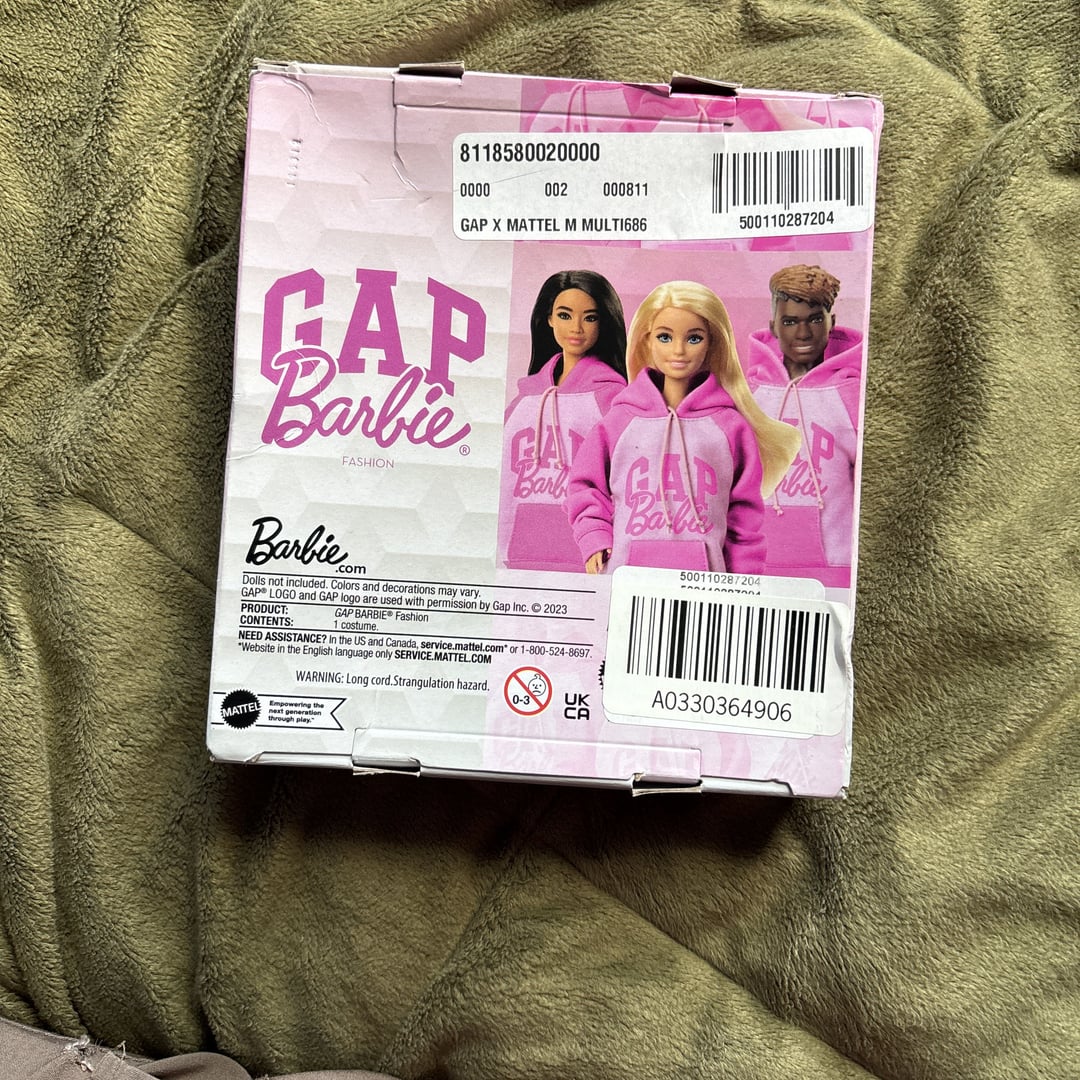 8118580020000
0000 002 000811
GAP X MATTEL M MULTI686
500110287204
GAP
Barbie®
FASHION
GAP
Barbie
Barbie.com
Dolls not included. Colors and decorations may vary.
GAP® LOGO and GAP logo are used with permission by Gap Inc. © 2023
PRODUCT: GAP BARBIE® Fashion
CONTENTS: 1 costume.
NEED ASSISTANCE? In the US and Canada, service.mattel.com* or 1-800-524-8697.
*Website in the English language only SERVICE.MATTEL.COM
WARNING: Long cord.Strangulation hazard.
0-3
UK
CA
MATTEL
Empowering the
next generation
through play.™
500110287204
A0330364906